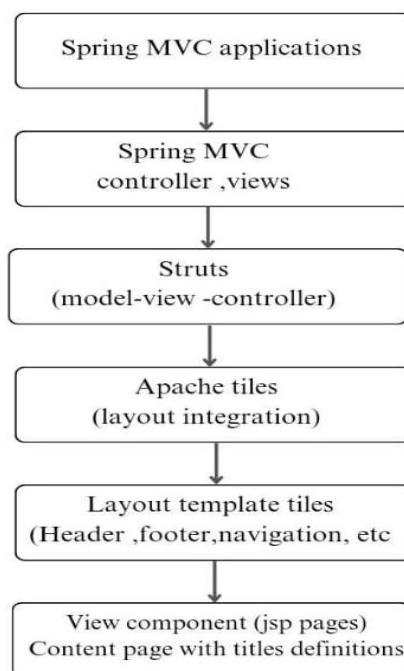 Spring MVC applications
Spring MVC
controller ,views
Struts
(model-view -controller)
Apache tiles
(layout integration)
Layout template tiles
(Header ,footer,navigation, etc
View component (jsp pages)
Content page with titles definitions